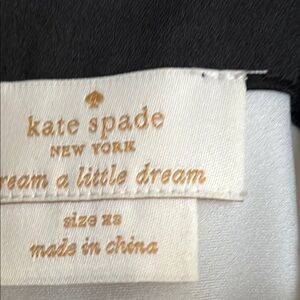 kate spade
NEW YORK
ream a little dream
size xs
made in china